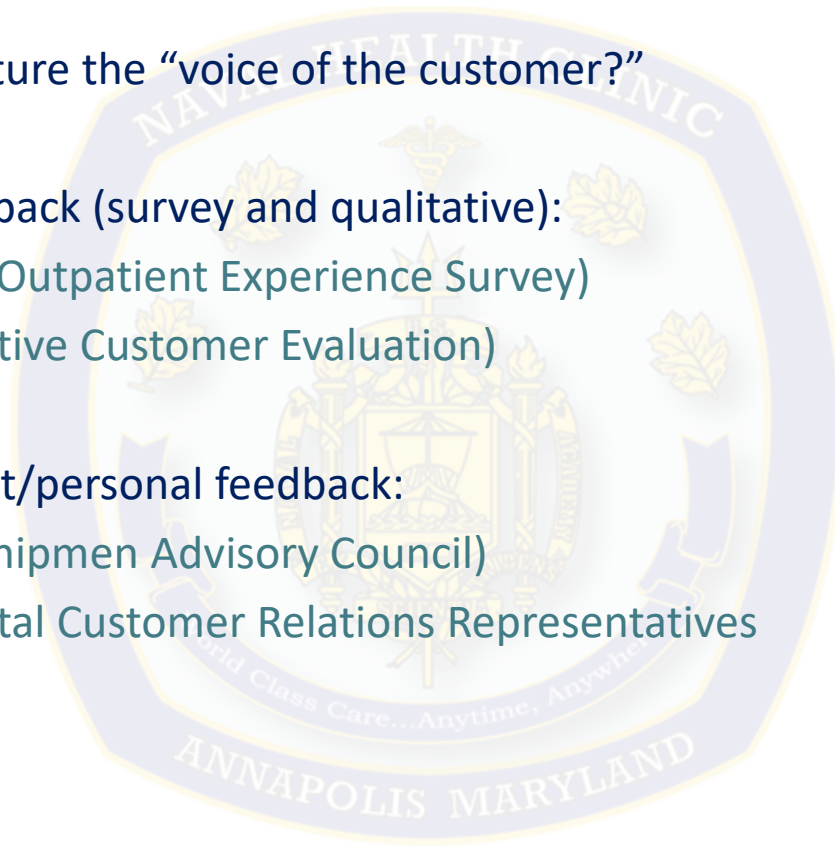 ture the “voice of the customer?”
back (survey and qualitative):
Outpatient Experience Survey)
tive Customer Evaluation)
t/personal feedback:
hipmen Advisory Council)
tal Customer Relations Representatives
NAVAL HEALTH CLINIC
World Class Care...Anytime, Anywhere
ANNAPOLIS MARYLAND